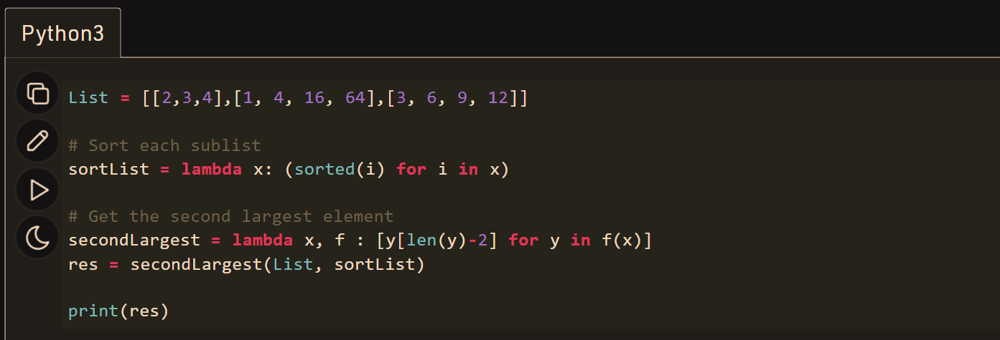 Python3
List = [[2,3,4],[1, 4, 16, 64],[3, 6, 9, 12]]
# Sort each sublist
sortList = lambda x: (sorted(i) for i in x)
# Get the second largest element
secondLargest = lambda x, f : [y[len(y)-2] for y in f(x)]
res = secondLargest(List, sortList)
print(res)